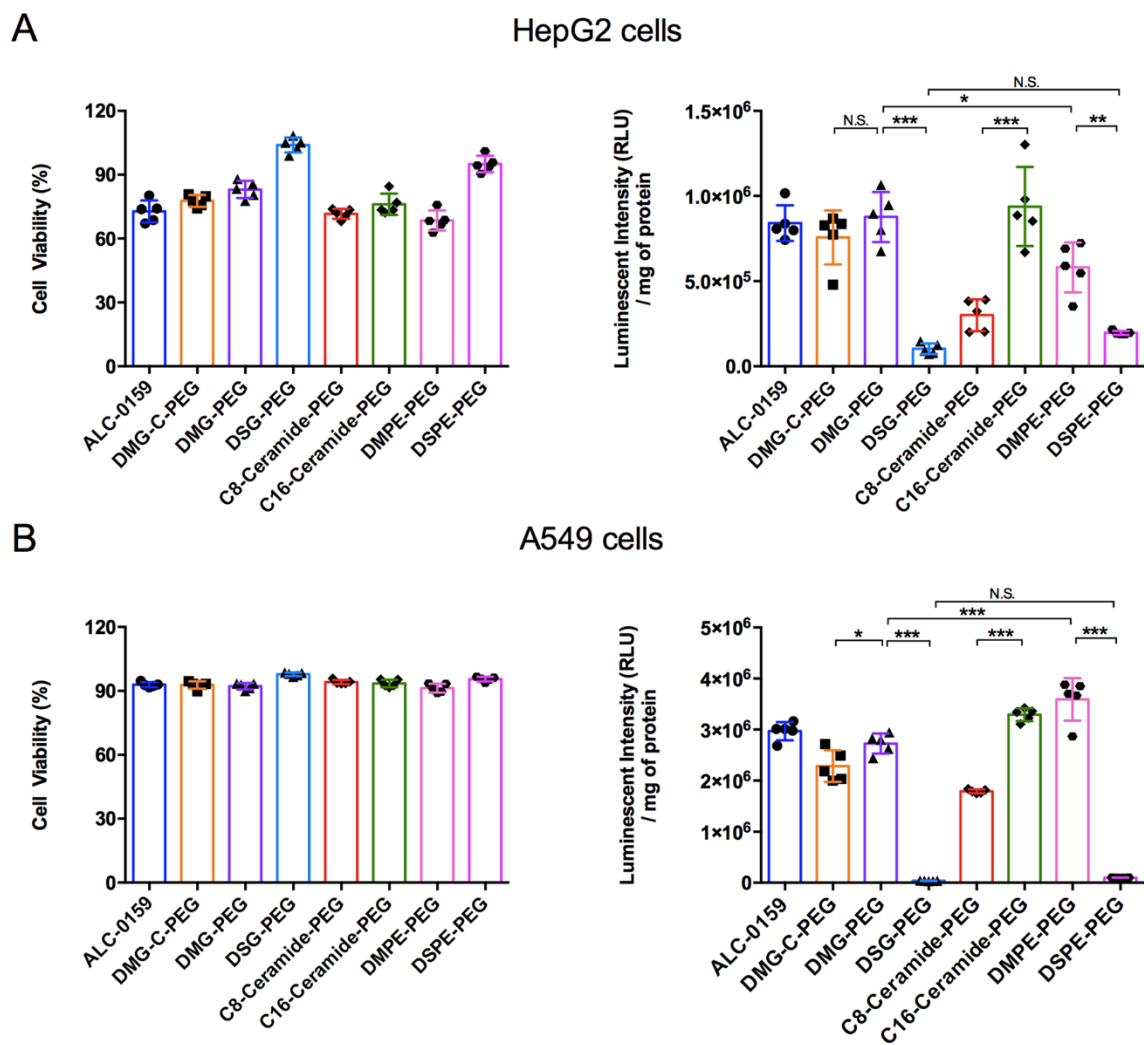 A
HepG2 cells
Cell Viability (%)
120
90
60
30
0
ALC-0159
DMG-C-PEG
DMG-PEG
DSG-PEG
C8-Ceramide-PEG
C16-Ceramide-PEG
DMPE-PEG
DSPE-PEG
Luminescent Intensity (RLU)
/ mg of protein
1.5×10⁶
1.0×10⁶
5.0×10⁵
0.0
N.S.
*
N.S.
***
***
**
ALC-0159
DMG-C-PEG
DMG-PEG
DSG-PEG
C8-Ceramide-PEG
C16-Ceramide-PEG
DMPE-PEG
DSPE-PEG
B
A549 cells
Cell Viability (%)
120
90
60
30
0
ALC-0159
DMG-C-PEG
DMG-PEG
DSG-PEG
C8-Ceramide-PEG
C16-Ceramide-PEG
DMPE-PEG
DSPE-PEG
Luminescent Intensity (RLU)
/ mg of protein
5×10⁶
4×10⁶
3×10⁶
2×10⁶
1×10⁶
0
N.S.
***
*
***
***
***
ALC-0159
DMG-C-PEG
DMG-PEG
DSG-PEG
C8-Ceramide-PEG
C16-Ceramide-PEG
DMPE-PEG
DSPE-PEG